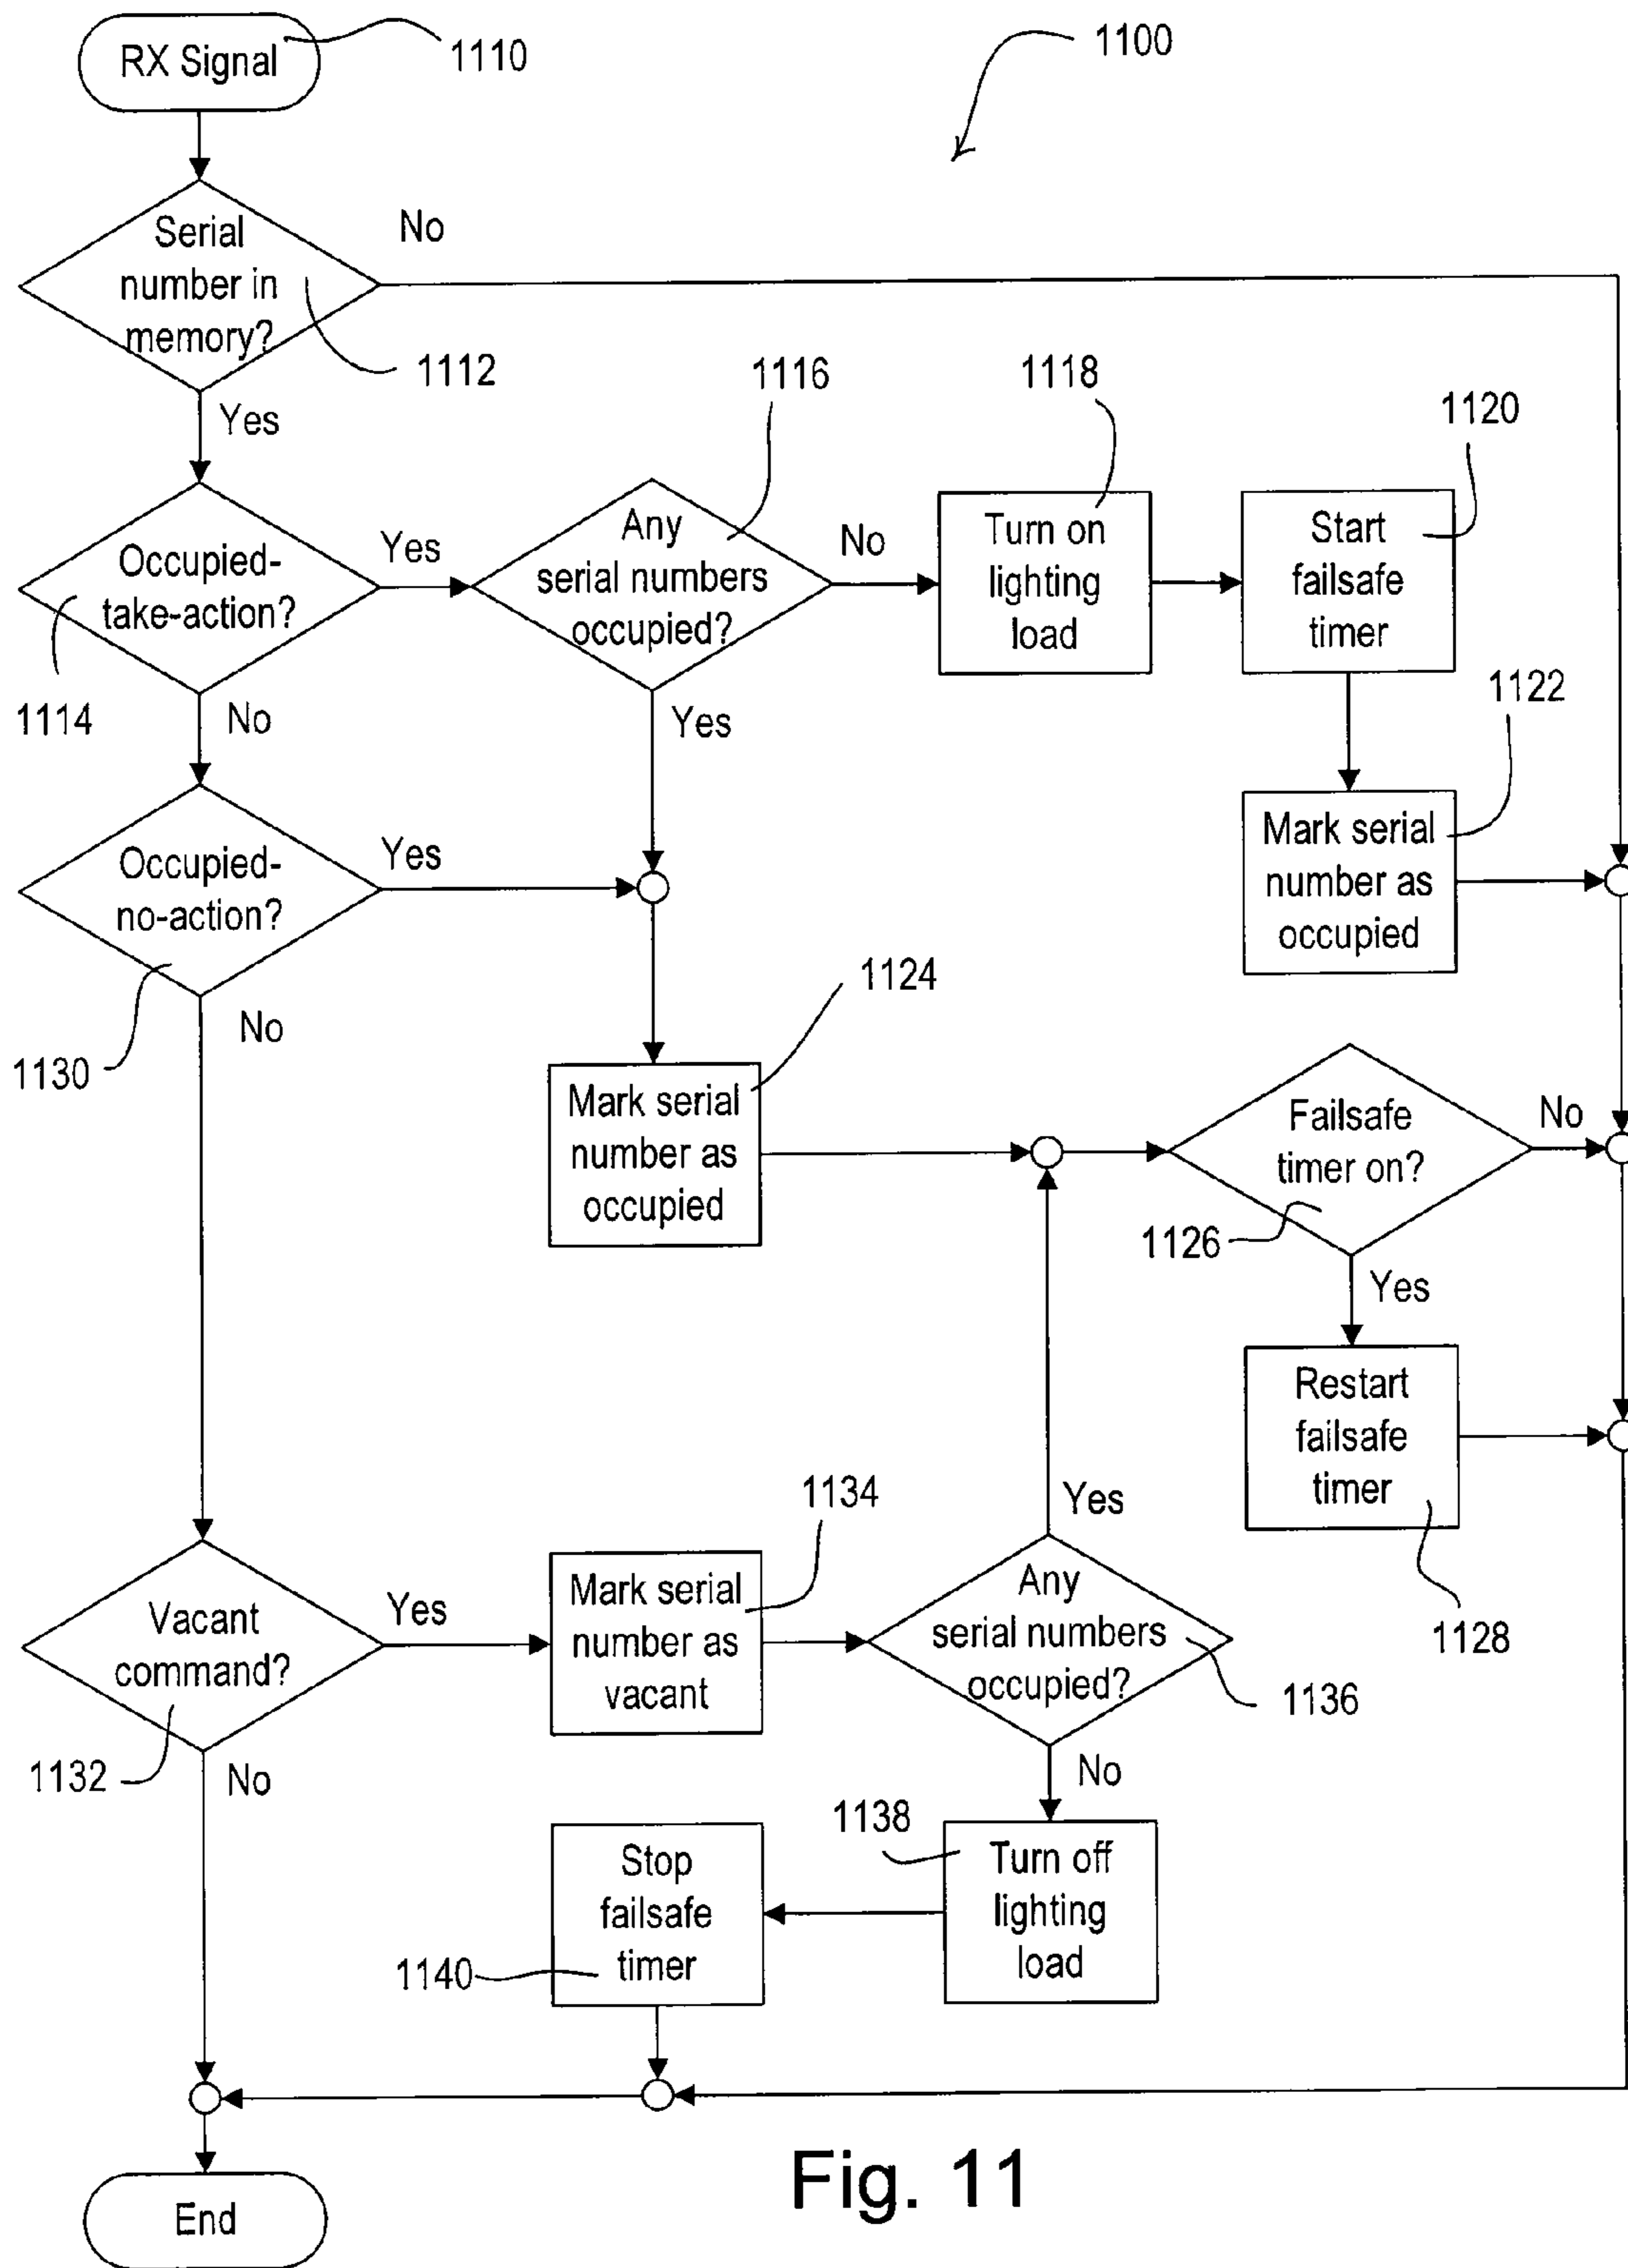 RX Signal
1110
1100
Serial
number in
memory?
No
1112
Yes
1116
1118
1120
Occupied-
take-action?
Yes
Any
serial numbers
occupied?
No
Turn on
lighting
load
Start
failsafe
timer
1114
No
Yes
1122
Mark serial
number as
occupied
Occupied-
no-action?
Yes
1130
No
1124
Mark serial
number as
occupied
Failsafe
timer on?
No
1126
Yes
Restart
failsafe
timer
1128
1134
Yes
Vacant
command?
Yes
Mark serial
number as
vacant
Any
serial numbers
occupied?
1136
1132
No
No
1138
Stop
failsafe
timer
Turn off
lighting
load
1140
End
Fig. 11